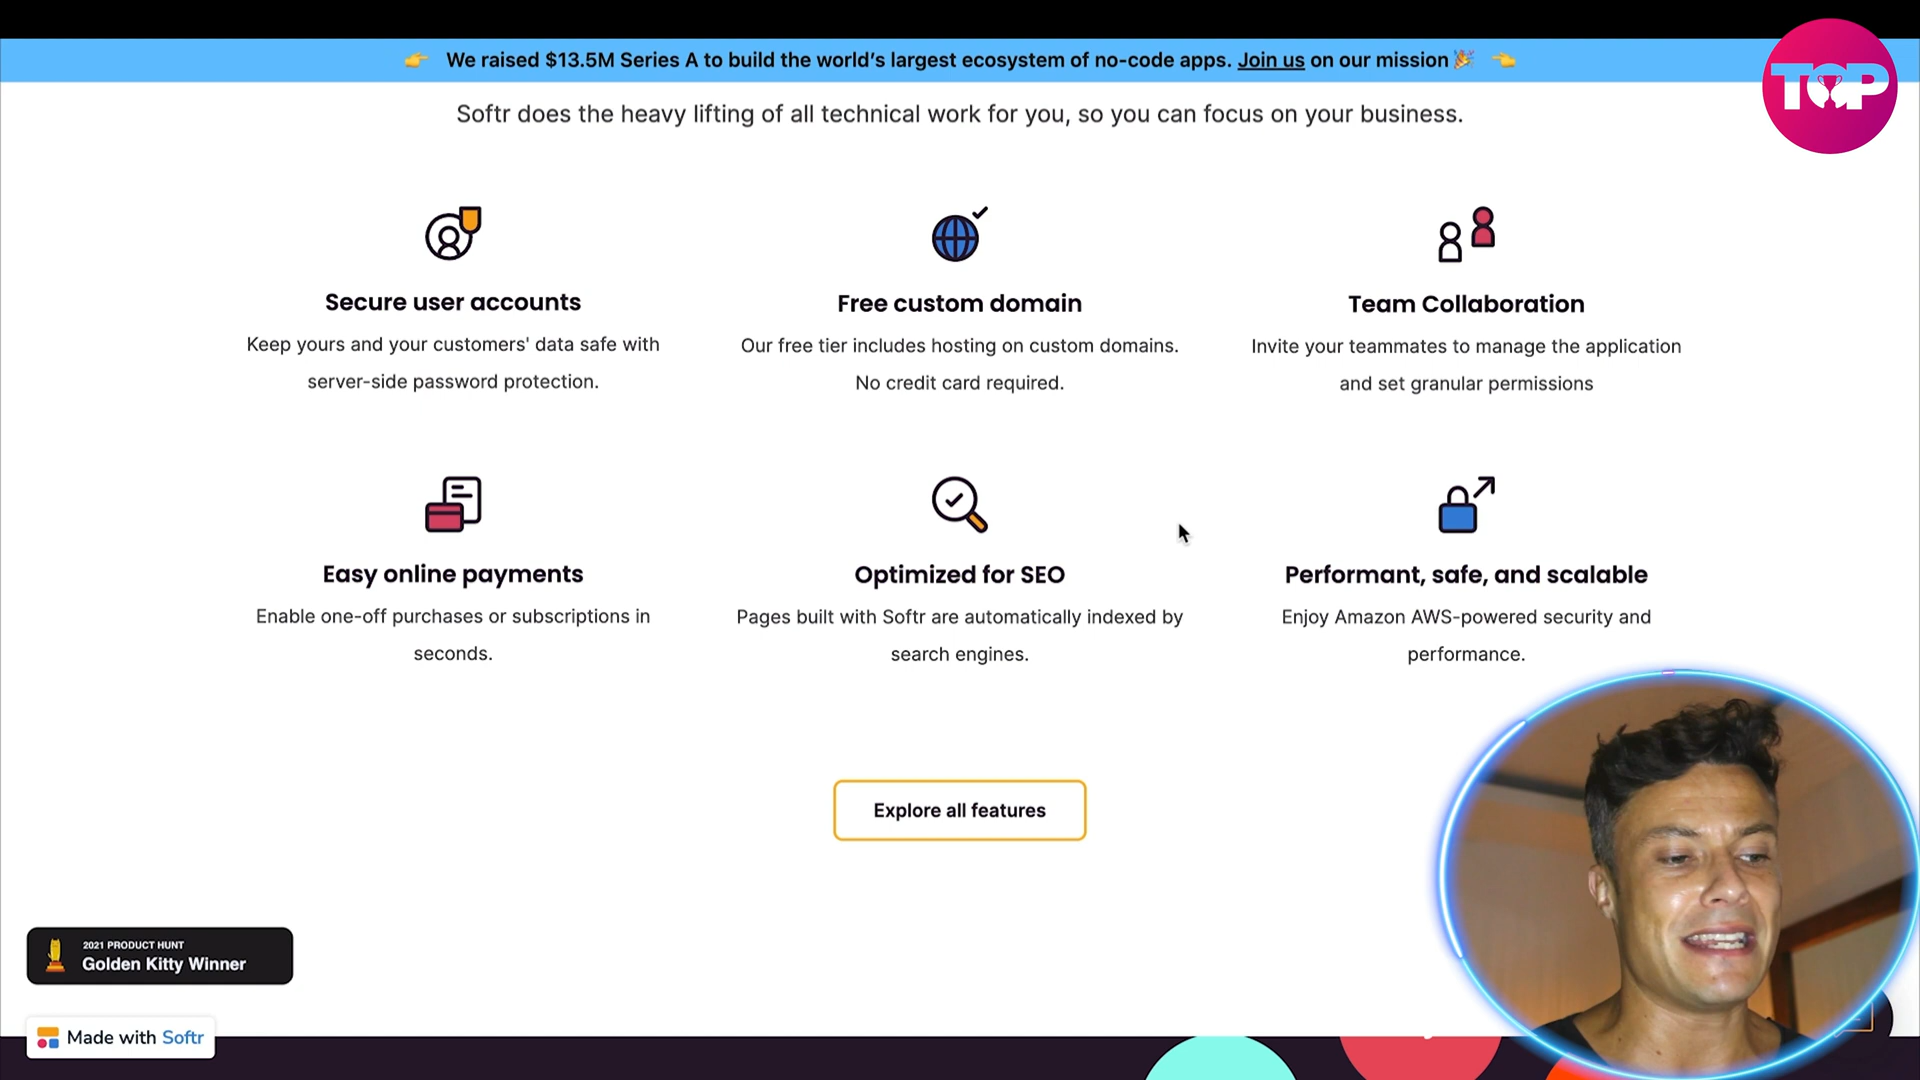 👉 We raised $13.5M Series A to build the world's largest ecosystem of no-code apps. Join us on our mission 🎉 👈
TOP
Softr does the heavy lifting of all technical work for you, so you can focus on your business.
Secure user accounts
Keep yours and your customers' data safe with
server-side password protection.
Free custom domain
Our free tier includes hosting on custom domains.
No credit card required.
Team Collaboration
Invite your teammates to manage the application
and set granular permissions
Easy online payments
Enable one-off purchases or subscriptions in
seconds.
Optimized for SEO
Pages built with Softr are automatically indexed by
search engines.
Performant, safe, and scalable
Enjoy Amazon AWS-powered security and
performance.
Explore all features
2021 PRODUCT HUNT
Golden Kitty Winner
Made with Softr